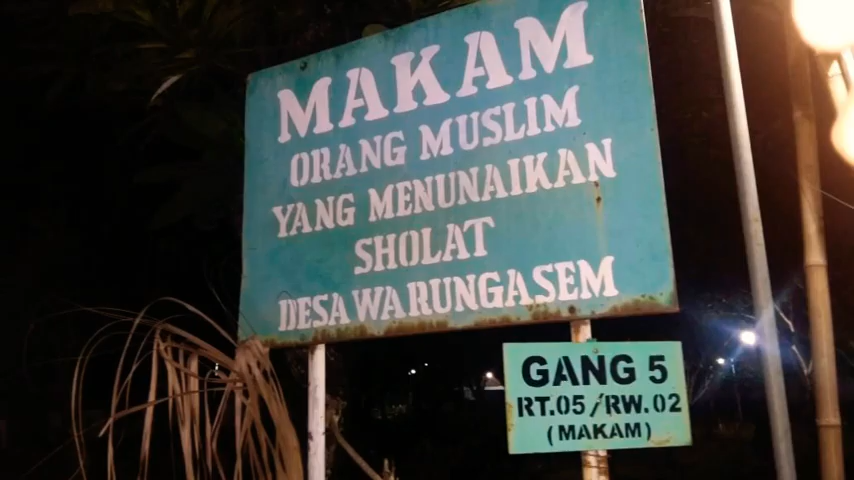 MAKAM
ORANG MUSLIM
YANG MENUNAIKAN
SHOLAT
DESA WARUNGASEM
GANG 5
RT.05/RW.02
(MAKAM)